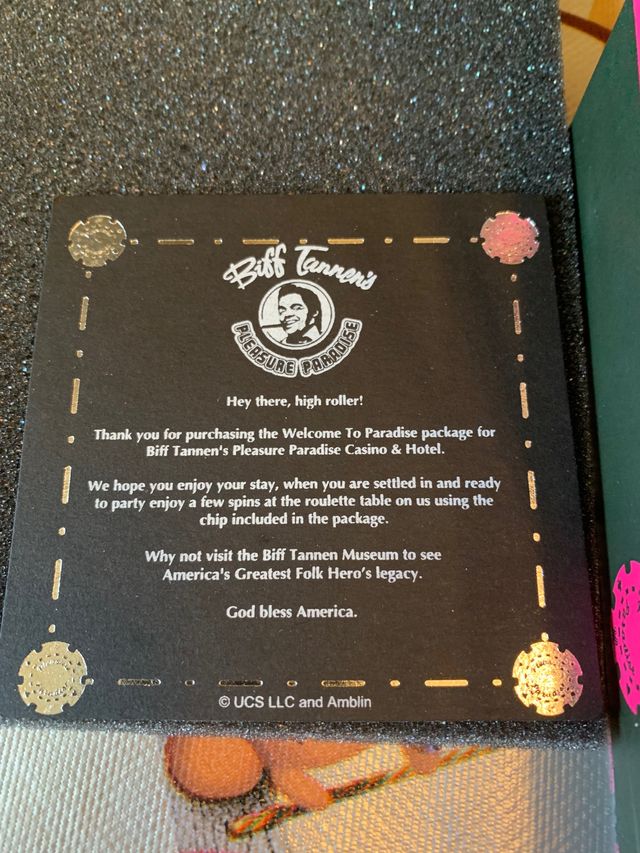 Biff Tannen's
PLEASURE PARADISE
Hey there, high roller!
Thank you for purchasing the Welcome To Paradise package for
Biff Tannen's Pleasure Paradise Casino & Hotel.
We hope you enjoy your stay, when you are settled in and ready
to party enjoy a few spins at the roulette table on us using the
chip included in the package.
Why not visit the Biff Tannen Museum to see
America's Greatest Folk Hero's legacy.
God bless America.
© UCS LLC and Amblin